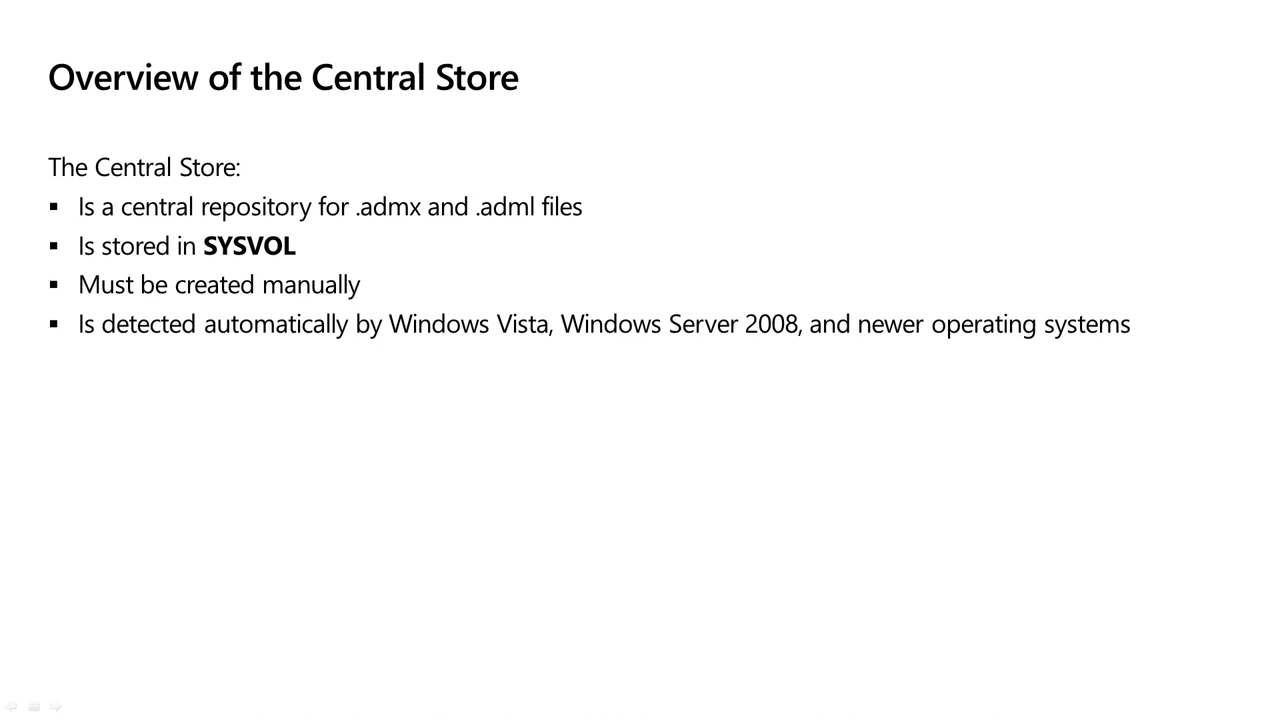 Overview of the Central Store
The Central Store:
▪ Is a central repository for .admx and .adml files
▪ Is stored in SYSVOL
▪ Must be created manually
▪ Is detected automatically by Windows Vista, Windows Server 2008, and newer operating systems